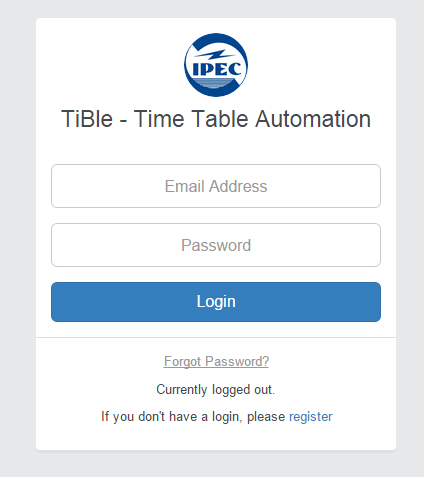 IPEC
TiBle - Time Table Automation
Email Address
Password
Login
Forgot Password?
Currently logged out.
If you don't have a login, please register